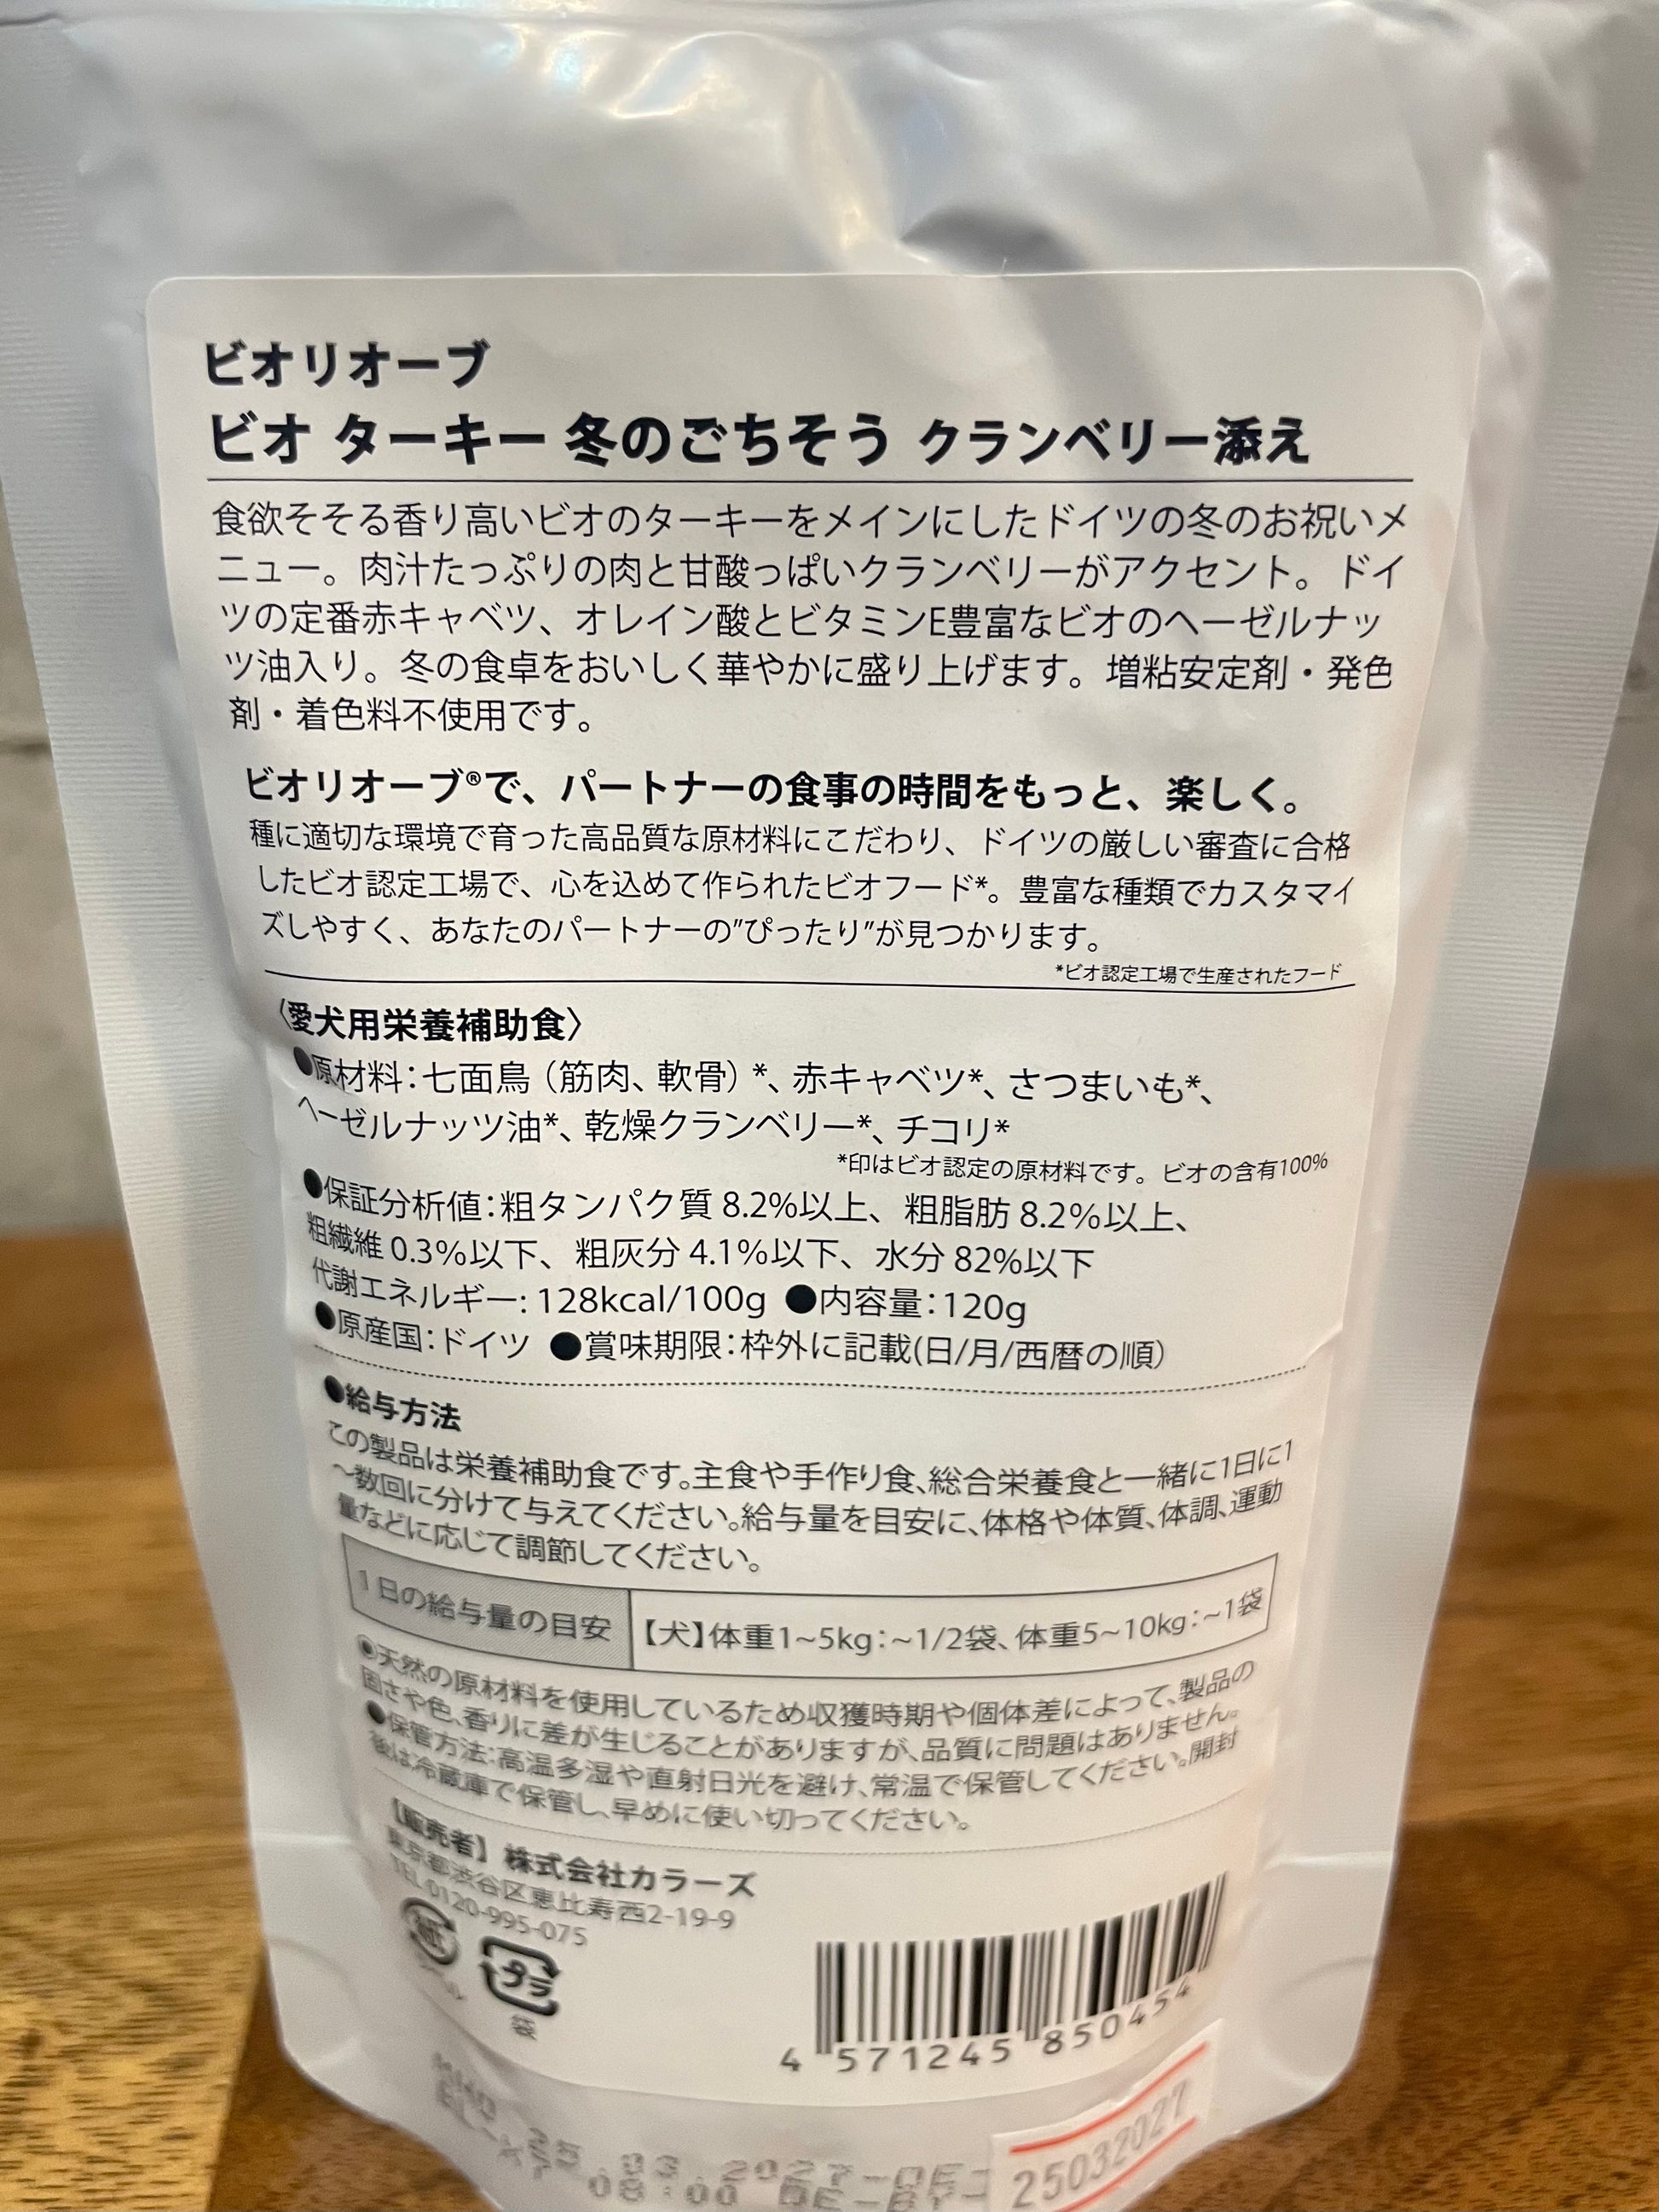 ビオリオーブ
ビオ ターキー 冬のごちそう クランベリー添え
食欲そそる香り高いビオのターキーをメインにしたドイツの冬のお祝いメ
ニュー。肉汁たっぷりの肉と甘酸っぱいクランベリーがアクセント。ドイ
ツの定番赤キャベツ、オレイン酸とビタミンE豊富なビオのヘーゼルナッ
ツ油入り。冬の食卓をおいしく華やかに盛り上げます。増粘安定剤・発色
剤・着色料不使用です。
ビオリオーブ®で、パートナーの食事の時間をもっと、楽しく。
種に適切な環境で育った高品質な原材料にこだわり、ドイツの厳しい審査に合格
したビオ認定工場で、心を込めて作られたビオフード*。豊富な種類でカスタマイ
ズしやすく、あなたのパートナーの"ぴったり"が見つかります。
*ビオ認定工場で生産されたフード
〈愛犬用栄養補助食〉
●原材料：七面鳥（筋肉、軟骨）*、赤キャベツ*、さつまいも*、
ヘーゼルナッツ油*、乾燥クランベリー*、チコリ*
*印はビオ認定の原材料です。ビオの含有100%
●保証分析値：粗タンパク質 8.2%以上、粗脂肪 8.2%以上、
粗繊維 0.3%以下、粗灰分 4.1%以下、水分 82%以下
代謝エネルギー: 128kcal/100g ●内容量：120g
●原産国：ドイツ ●賞味期限：枠外に記載(日/月/西暦の順)
●給与方法
この製品は栄養補助食です。主食や手作り食、総合栄養食と一緒に1日に1
〜数回に分けて与えてください。給与量を目安に、体格や体質、体調、運動
量などに応じて調節してください。
1日の給与量の目安 【犬】体重1~5kg：~1/2袋、体重5~10kg：~1袋
●天然の原材料を使用しているため収獲時期や個体差によって、製品の
固さや色、香りに差が生じることがありますが、品質に問題はありません。
●保管方法：高温多湿や直射日光を避け、常温で保管してください。開封
後は冷蔵庫で保管し、早めに使い切ってください。
【販売者】株式会社カラーズ
東京都渋谷区恵比寿西2-19-9
TEL 0120-995-075
紙
プラ
袋
4 571245 850454
25032027